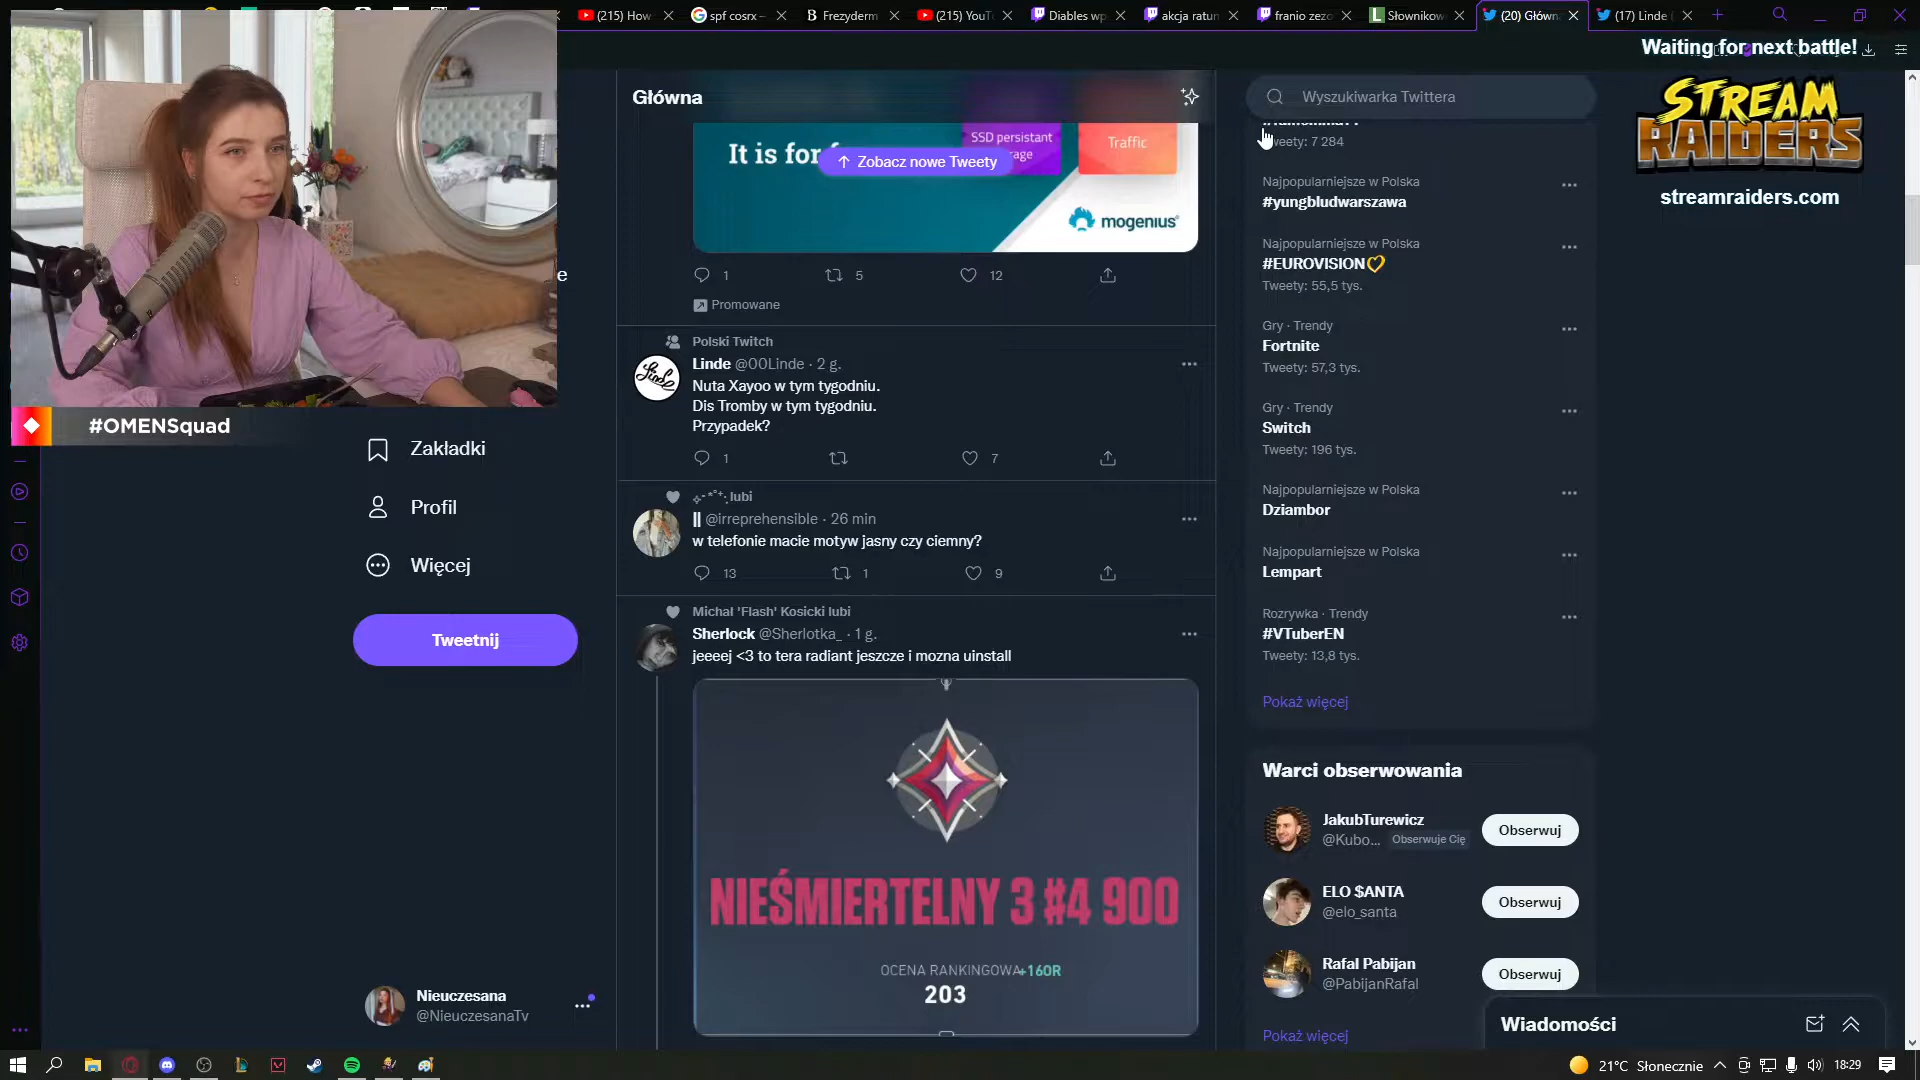 (215) How
spf cosrx –
Frezyderm
(215) YouTu
Diables wp
akcja ratun
franio zezo
Słownikow
(20) Główna
(17) Linde (
Waiting for next battle!
STREAM
RAIDERS
streamraiders.com
#OMENSquad
e
Zakładki
Profil
Więcej
Tweetnij
Nieuczesana
@NieuczesanaTv
Główna
It is for
SSD persistant
Traffic
Zobacz nowe Tweety
mogenius
1
5
12
Promowane
Polski Twitch
Linde @00Linde · 2 g.
Nuta Xayoo w tym tygodniu.
Dis Tromby w tym tygodniu.
Przypadek?
1
7
lubi
|| @irreprehensible · 26 min
w telefonie macie motyw jasny czy ciemny?
13
1
9
Michał 'Flash' Kosicki lubi
Sherlock @Sherlotka_ · 1 g.
jeeeej <3 to tera radiant jeszcze i mozna uinstall
NIEŚMIERTELNY 3 #4 900
OCENA RANKINGOWA+16OR
203
Wyszukiwarka Twittera
Tweety: 7 284
Najpopularniejsze w Polska
#yungbludwarszawa
Najpopularniejsze w Polska
#EUROVISION
Tweety: 55,5 tys.
Gry · Trendy
Fortnite
Tweety: 57,3 tys.
Gry · Trendy
Switch
Tweety: 196 tys.
Najpopularniejsze w Polska
Dziambor
Najpopularniejsze w Polska
Lempart
Rozrywka · Trendy
#VTuberEN
Tweety: 13,8 tys.
Pokaż więcej
Warci obserwowania
JakubTurewicz
@Kubo... Obserwuje Cię
Obserwuj
ELO $ANTA
@elo_santa
Obserwuj
Rafal Pabijan
@PabijanRafal
Obserwuj
Pokaż więcej
Wiadomości
21°C Słonecznie
18:29